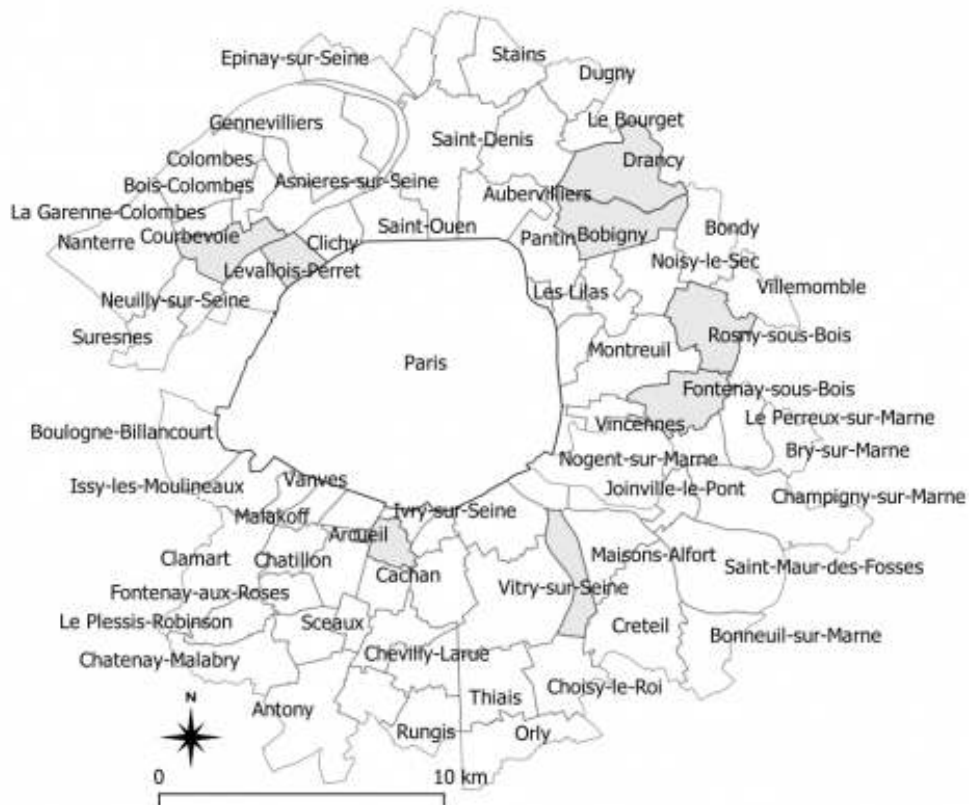 Stains
Epinay-sur-Seine
Dugny
Gennevilliers
Le Bourget
Saint-Denis
Colombes
Drancy
Bois-Colombes
Asnieres-sur-Seine
Aubervilliers
La Garenne-Colombes
Saint-Ouen
Bondy
Nanterre
Courbevoie
Clichy
Pantin
Bobigny
Levallois-Perret
Noisy-le-Sec
Neuilly-sur-Seine
Les Lilas
Villemomble
Suresnes
Rosny-sous-Bois
Montreuil
Paris
Fontenay-sous-Bois
Le Perreux-sur-Marne
Vincennes
Boulogne-Billancourt
Bry-sur-Marne
Nogent-sur-Marne
Vanves
Issy-les-Moulineaux
Joinville-le-Pont
Champigny-sur-Marne
Malakoff
Ivry-sur-Seine
Arcueil
Clamart
Chatillon
Maisons-Alfort
Saint-Maur-des-Fosses
Cachan
Fontenay-aux-Roses
Vitry-sur-Seine
Le Plessis-Robinson
Sceaux
Creteil
Bonneuil-sur-Marne
Chatenay-Malabry
Chevilly-Larue
Choisy-le-Roi
N
Antony
Thiais
Rungis
Orly
0
10 km